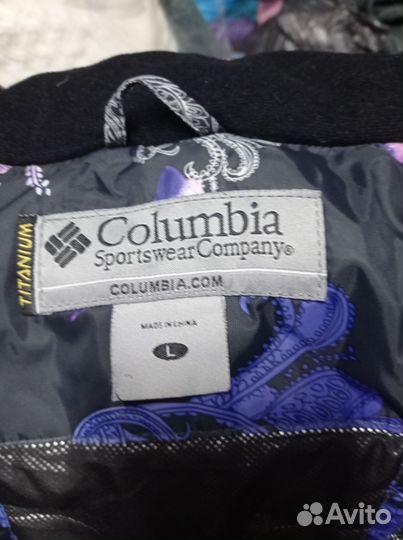 TITANIUM
Columbia
Sportswear Company®
COLUMBIA.COM
MADE IN CHINA
L
Avito